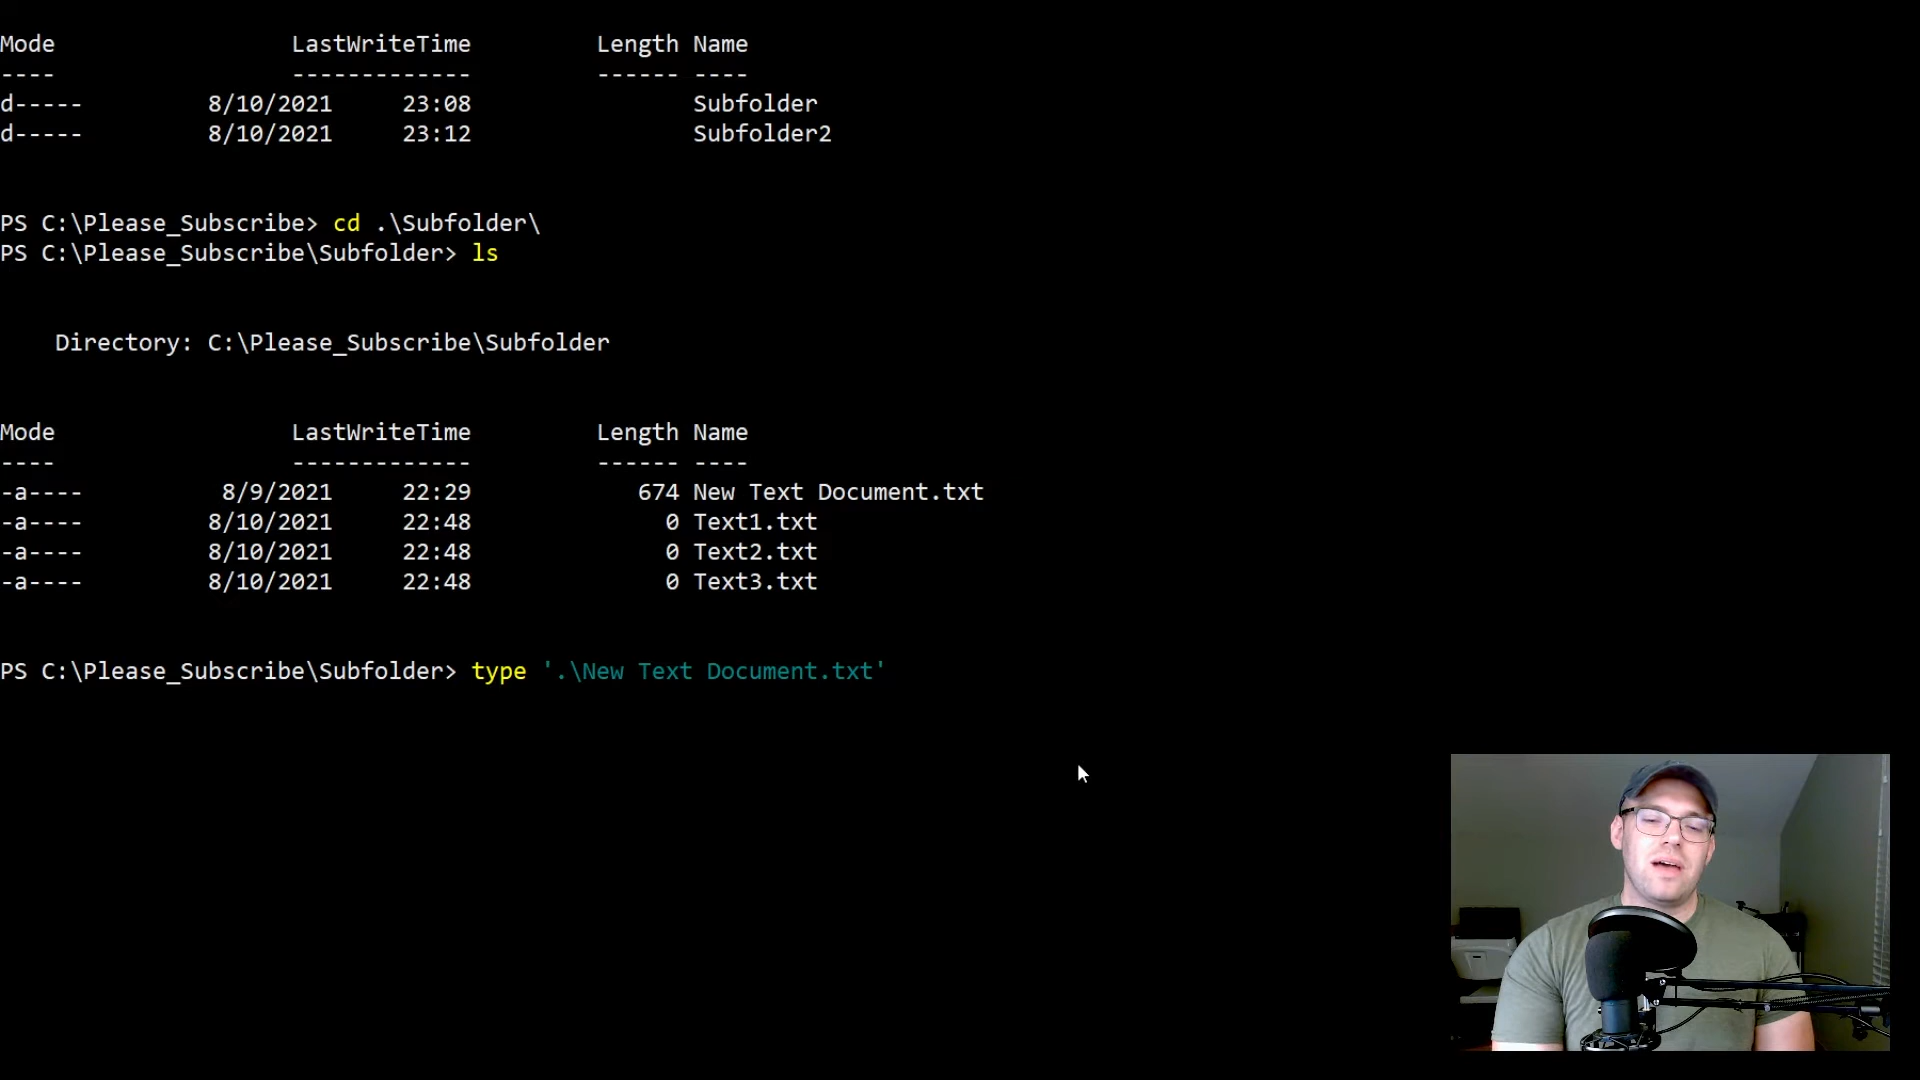 Mode LastWriteTime Length Name
---- ------------- ------ ----
d----- 8/10/2021 23:08 Subfolder
d----- 8/10/2021 23:12 Subfolder2
PS C:\Please_Subscribe> cd .\Subfolder\
PS C:\Please_Subscribe\Subfolder> ls
Directory: C:\Please_Subscribe\Subfolder
Mode LastWriteTime Length Name
---- ------------- ------ ----
-a---- 8/9/2021 22:29 674 New Text Document.txt
-a---- 8/10/2021 22:48 0 Text1.txt
-a---- 8/10/2021 22:48 0 Text2.txt
-a---- 8/10/2021 22:48 0 Text3.txt
PS C:\Please_Subscribe\Subfolder> type '.\New Text Document.txt'